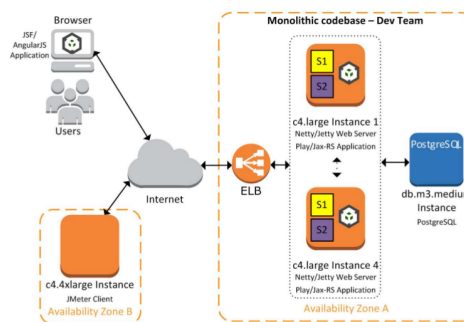 Browser
JSF/
AngularJS
Application
Users
Internet
c4.4xlarge Instance
JMeter Client
Availability Zone B
Monolithic codebase – Dev Team
ELB
S1
S2
c4.large Instance 1
Netty/Jetty Web Server
Play/Jax-RS Application
S1
S2
c4.large Instance 4
Netty/Jetty Web Server
Play/Jax-RS Application
PostgreSQL
db.m3.medium
Instance
PostgreSQL
Availability Zone A